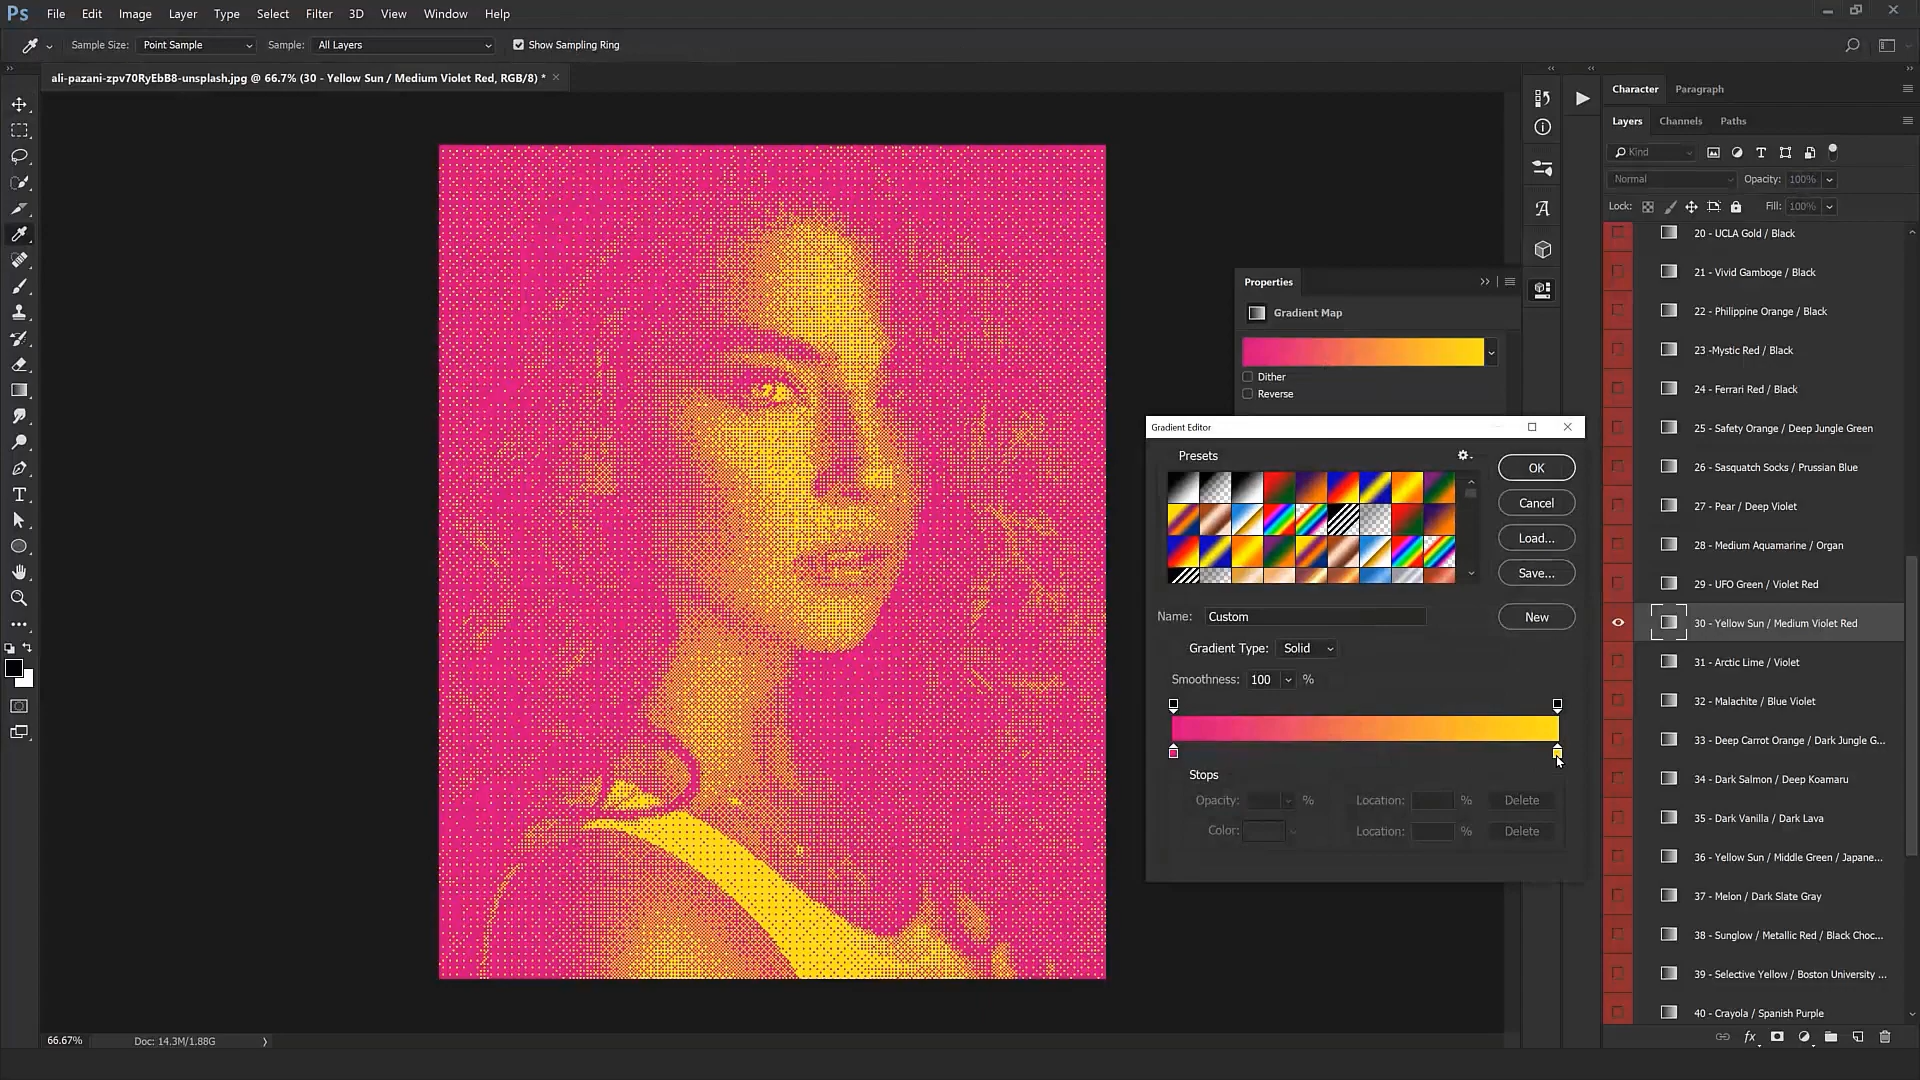 Ps File Edit Image Layer Type Select Filter 3D View Window Help
Sample Size: Point Sample Sample: All Layers Show Sampling Ring
ali-pazani-zpv70RyEbB8-unsplash.jpg @ 66.7% (30 - Yellow Sun / Medium Violet Red, RGB/8) * ×
Character Paragraph
Layers Channels Paths
Kind
Normal Opacity: 100%
Lock: Fill: 100%
20 - UCLA Gold / Black
21 - Vivid Gamboge / Black
22 - Philippine Orange / Black
23 -Mystic Red / Black
24 - Ferrari Red / Black
25 - Safety Orange / Deep Jungle Green
26 - Sasquatch Socks / Prussian Blue
27 - Pear / Deep Violet
28 - Medium Aquamarine / Organ
29 - UFO Green / Violet Red
30 - Yellow Sun / Medium Violet Red
31 - Arctic Lime / Violet
32 - Malachite / Blue Violet
33 - Deep Carrot Orange / Dark Jungle G...
34 - Dark Salmon / Deep Koamaru
35 - Dark Vanilla / Dark Lava
36 - Yellow Sun / Middle Green / Japane...
37 - Melon / Dark Slate Gray
38 - Sunglow / Metallic Red / Black Choc...
39 - Selective Yellow / Boston University ...
40 - Crayola / Spanish Purple
fx
Properties
Gradient Map
Dither
Reverse
Gradient Editor
Presets
OK
Cancel
Load...
Save...
Name: Custom New
Gradient Type: Solid
Smoothness: 100 %
Stops
Opacity: % Location: % Delete
Color: Location: % Delete
66.67% Doc: 14.3M/1.88G